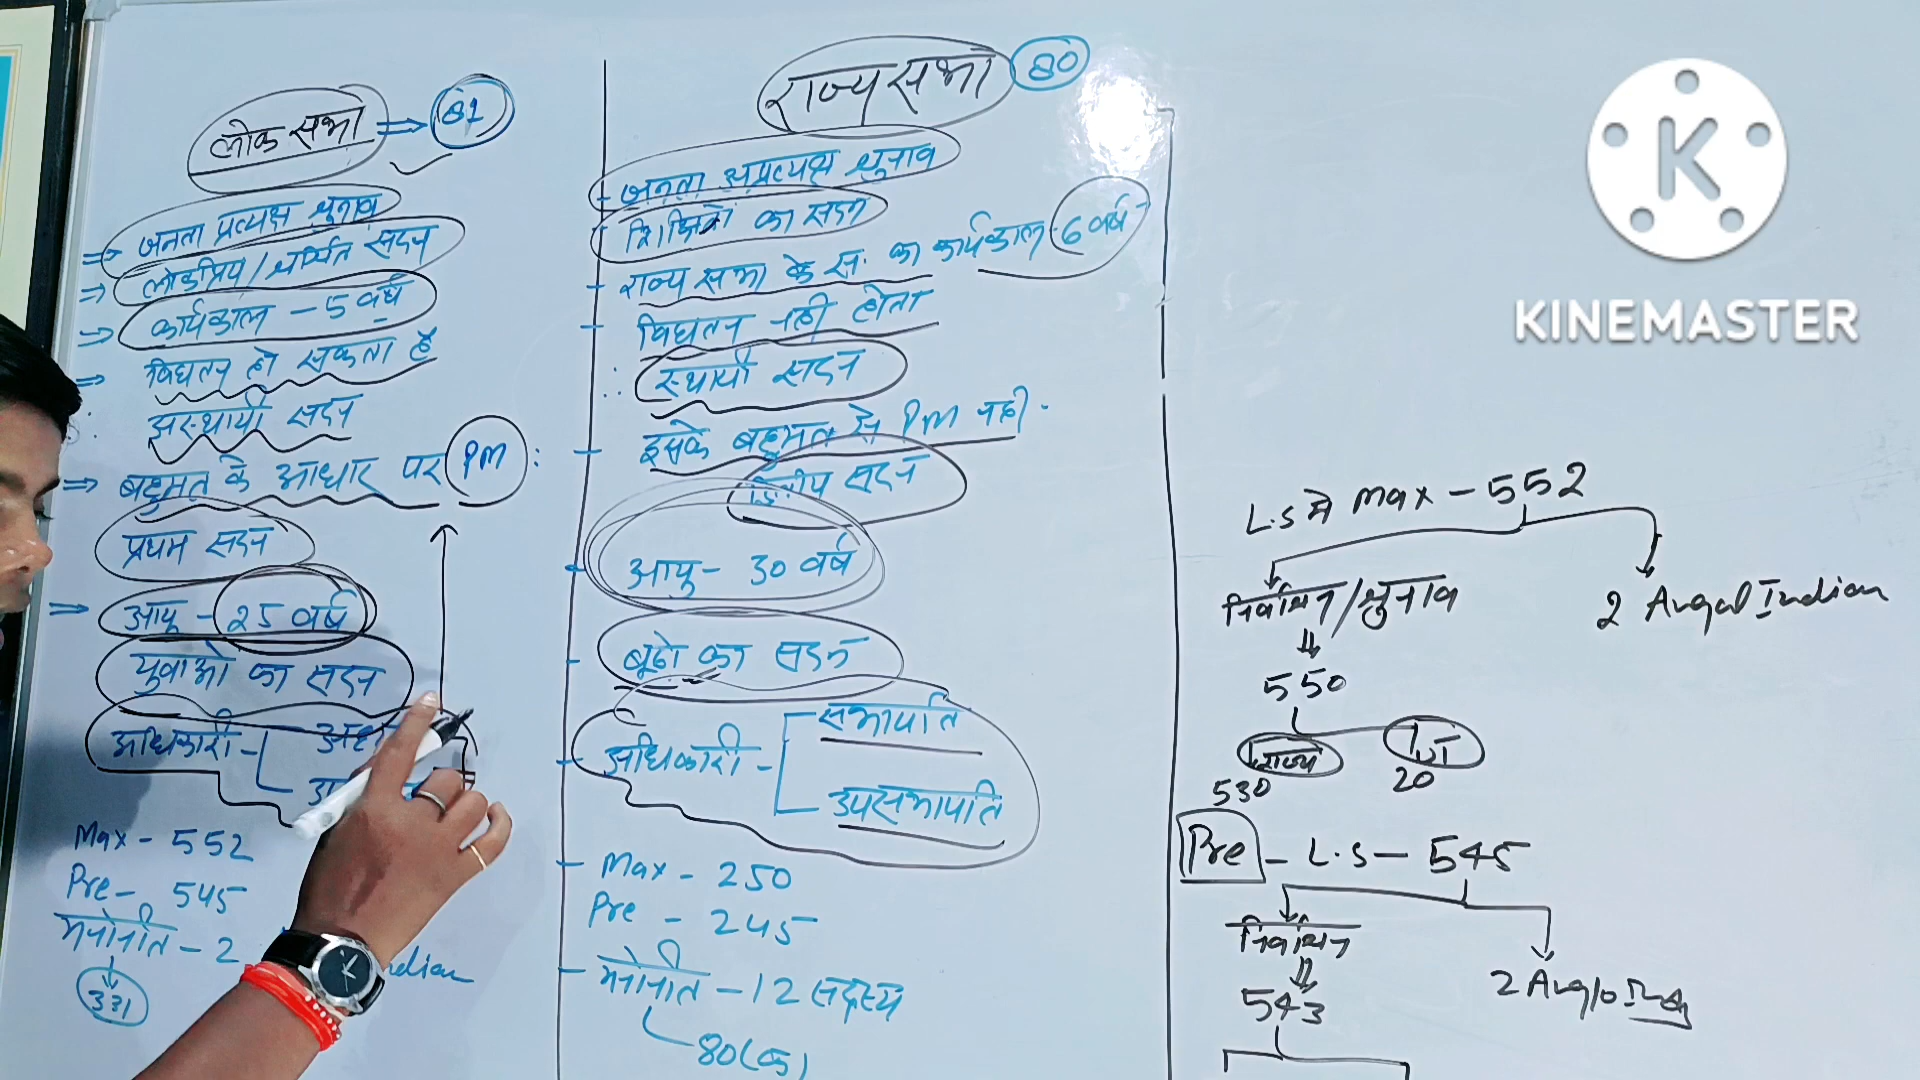 लोक सभा ⇒ 81
⇒ जनता प्रत्यक्ष चुनाव
⇒ लोकप्रिय/चर्चित सदन
⇒ कार्यकाल - 5 वर्ष
⇒ विघटन हो सकता है
अस्थायी सदन
⇒ बहुमत के आधार पर PM
प्रथम सदन
⇒ आयु - 25 वर्ष
युवाओ का सदन
अधिकारी -
Max - 552
Pre - 545
मनोनीत - 2 ndian
331
राज्य सभा 80
- जनता अप्रत्यक्ष चुनाव
- शिक्षितो का सदन
- राज्य सभा के स. का कार्यकाल - 6 वर्ष
- विघटन नही होता
∴ स्थायी सदन
- इसके बहुमत से PM नही
द्वितीय सदन
- आयु - 30 वर्ष
- बूढो का सदन
- अधिकारी - सभापति
उपसभापति
- Max - 250
Pre - 245
- मनोनीत - 12 सदस्य
80(क)
KINEMASTER
L.S मे Max - 552
निर्वाचन/चुनाव 2 Angol Indian
550
राज्य UT
530 20
Pre - L.S - 545
निर्वाचन 2 Anglo Ind
543